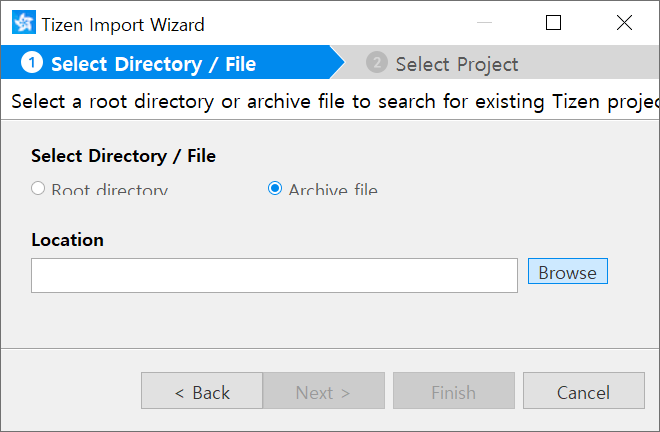 Tizen Import Wizard
1 Select Directory / File
2 Select Project
Select a root directory or archive file to search for existing Tizen projec
Select Directory / File
Root directory
Archive file
Location
Browse
< Back
Next >
Finish
Cancel